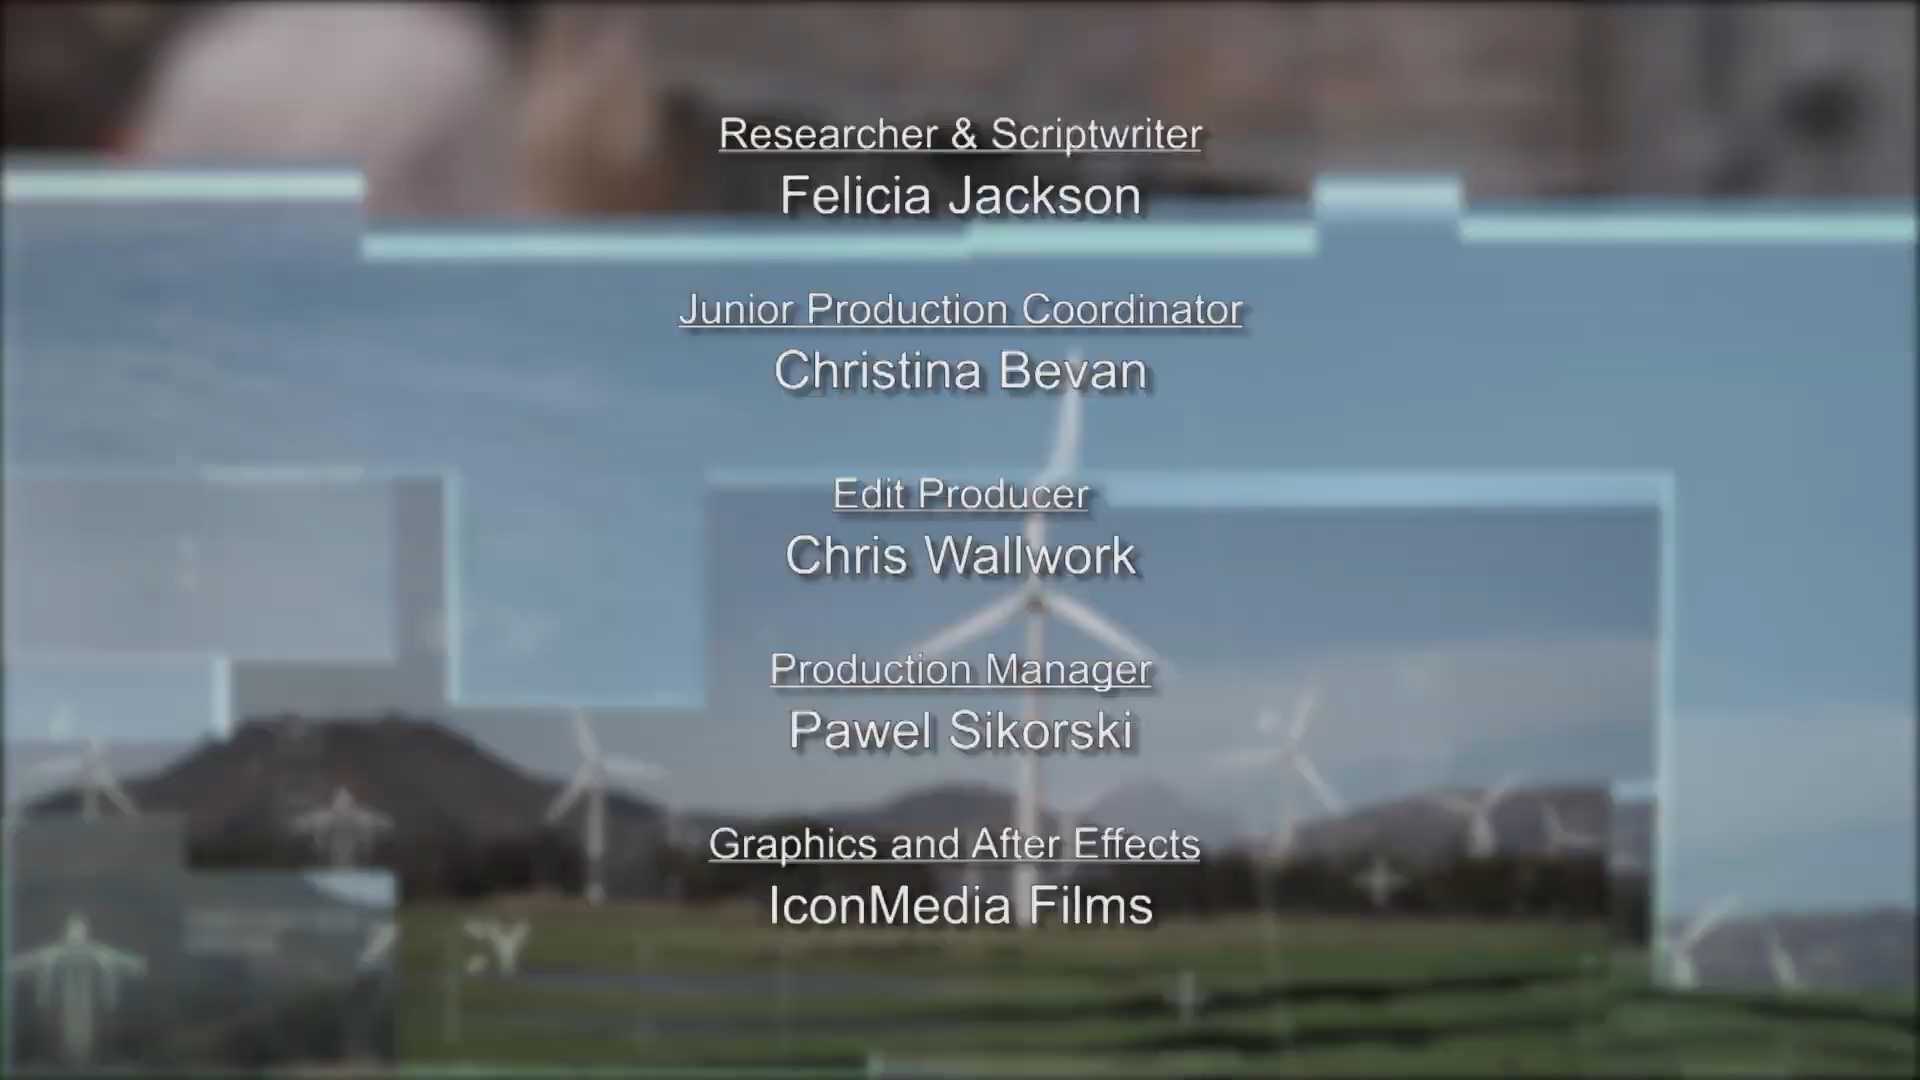 Researcher & Scriptwriter
Felicia Jackson
Junior Production Coordinator
Christina Bevan
Edit Producer
Chris Wallwork
Production Manager
Pawel Sikorski
Graphics and After Effects
IconMedia Films